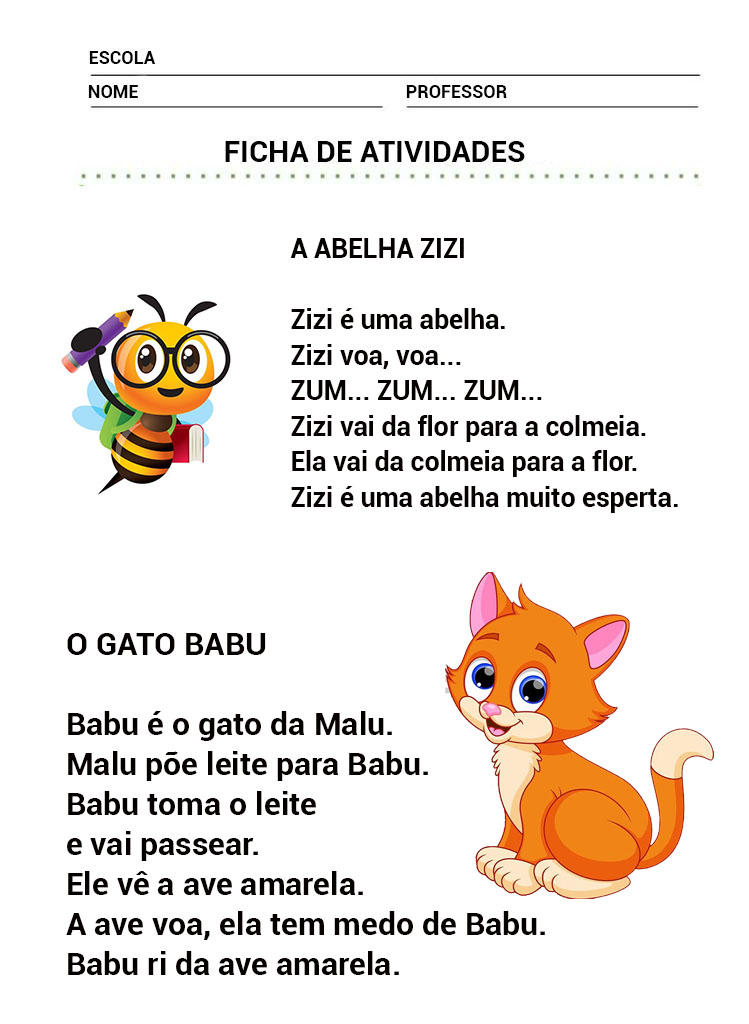 ESCOLA
NOME PROFESSOR
FICHA DE ATIVIDADES
A ABELHA ZIZI
Zizi é uma abelha.
Zizi voa, voa...
ZUM... ZUM... ZUM...
Zizi vai da flor para a colmeia.
Ela vai da colmeia para a flor.
Zizi é uma abelha muito esperta.
O GATO BABU
Babu é o gato da Malu.
Malu põe leite para Babu.
Babu toma o leite
e vai passear.
Ele vê a ave amarela.
A ave voa, ela tem medo de Babu.
Babu ri da ave amarela.